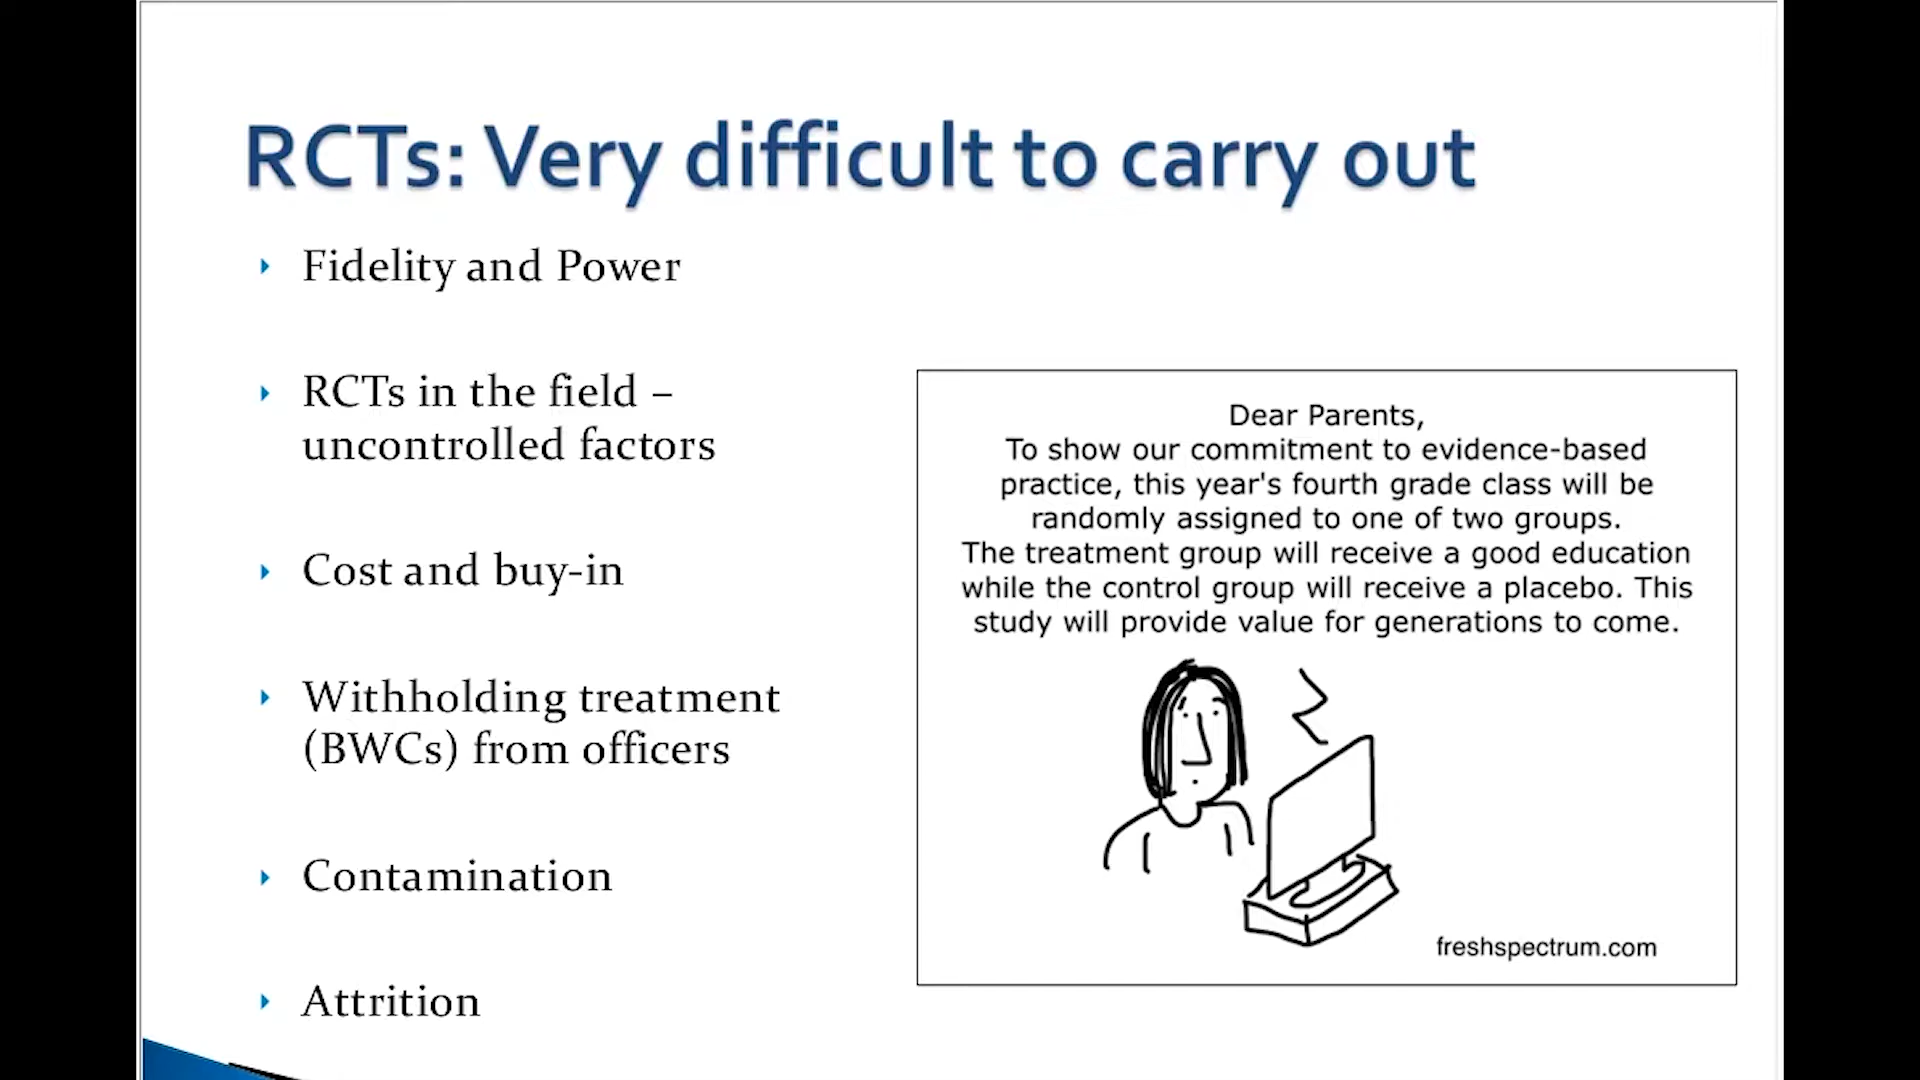 RCTs: Very difficult to carry out
Fidelity and Power
RCTs in the field –
uncontrolled factors
Cost and buy-in
Withholding treatment
(BWCs) from officers
Contamination
Attrition
Dear Parents,
To show our commitment to evidence-based
practice, this year's fourth grade class will be
randomly assigned to one of two groups.
The treatment group will receive a good education
while the control group will receive a placebo. This
study will provide value for generations to come.
freshspectrum.com